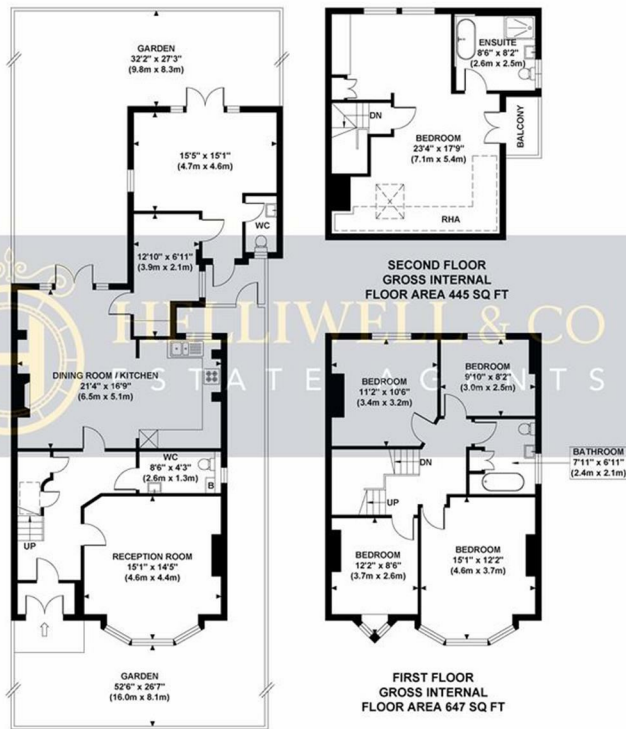 GARDEN
32'2" x 27'3"
(9.8m x 8.3m)
15'5" x 15'1"
(4.7m x 4.6m)
WC
12'10" x 6'11"
(3.9m x 2.1m)
DINING ROOM / KITCHEN
21'4" x 16'9"
(6.5m x 5.1m)
WC
8'6" x 4'3"
(2.6m x 1.3m)
B
UP
RECEPTION ROOM
15'1" x 14'5"
(4.6m x 4.4m)
GARDEN
52'6" x 26'7"
(16.0m x 8.1m)
ENSUITE
8'6" x 8'2"
(2.6m x 2.5m)
DN
BALCONY
BEDROOM
23'4" x 17'9"
(7.1m x 5.4m)
RHA
SECOND FLOOR
GROSS INTERNAL
FLOOR AREA 445 SQ FT
HELLIWELL & CO
ESTATE AGENTS
BEDROOM
11'2" x 10'6"
(3.4m x 3.2m)
BEDROOM
9'10" x 8'2"
(3.0m x 2.5m)
BATHROOM
7'11" x 6'11"
(2.4m x 2.1m)
DN
UP
BEDROOM
12'2" x 8'6"
(3.7m x 2.6m)
BEDROOM
15'1" x 12'2"
(4.6m x 3.7m)
FIRST FLOOR
GROSS INTERNAL
FLOOR AREA 647 SQ FT